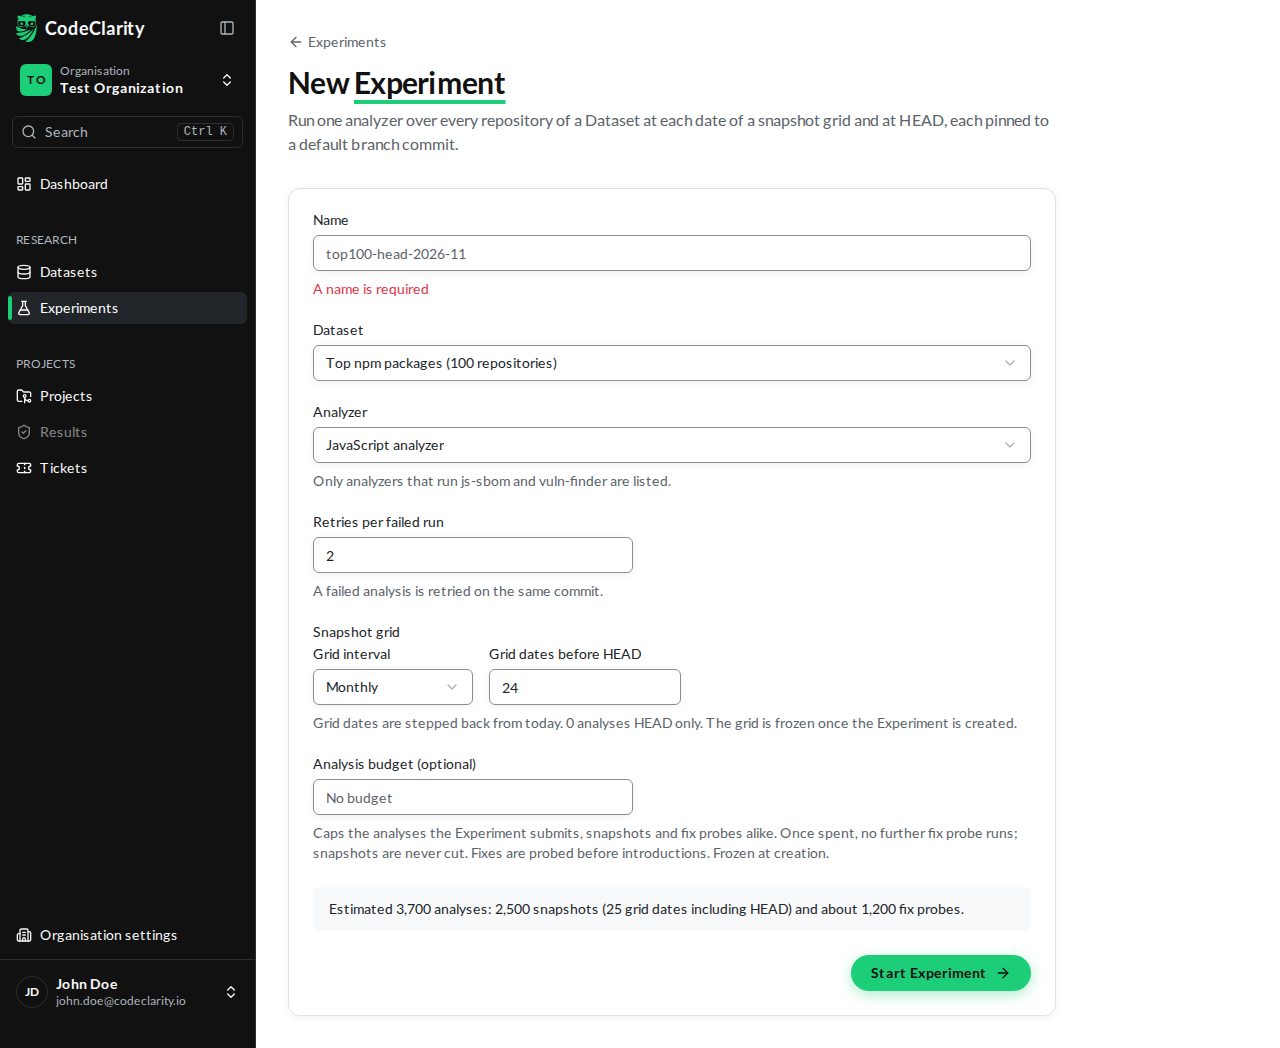 CodeClarity
TO
Organisation
Test Organization
Search
Ctrl K
Dashboard
RESEARCH
Datasets
Experiments
PROJECTS
Projects
Results
Tickets
Organisation settings
JD
John Doe
john.doe@codeclarity.io
Experiments
New Experiment
Run one analyzer over every repository of a Dataset at each date of a snapshot grid and at HEAD, each pinned to
a default branch commit.
Name
top100-head-2026-11
A name is required
Dataset
Top npm packages (100 repositories)
Analyzer
JavaScript analyzer
Only analyzers that run js-sbom and vuln-finder are listed.
Retries per failed run
2
A failed analysis is retried on the same commit.
Snapshot grid
Grid interval
Grid dates before HEAD
Monthly
24
Grid dates are stepped back from today. 0 analyses HEAD only. The grid is frozen once the Experiment is created.
Analysis budget (optional)
No budget
Caps the analyses the Experiment submits, snapshots and fix probes alike. Once spent, no further fix probe runs;
snapshots are never cut. Fixes are probed before introductions. Frozen at creation.
Estimated 3,700 analyses: 2,500 snapshots (25 grid dates including HEAD) and about 1,200 fix probes.
Start Experiment